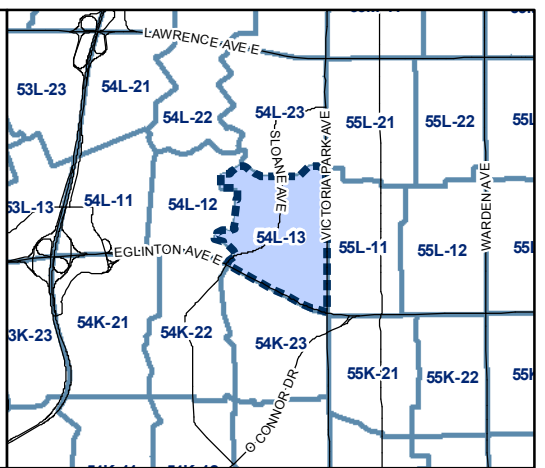 LAWRENCE AVE E
53L-23
54L-21
54L-22
54L-23
55L-21
55L-22
55L
SLOANE AVE
VICTORIA PARK AVE
WARDEN AVE
53L-13
54L-11
54L-12
54L-13
55L-11
55L-12
55L
EGLINTON AVE E
3K-23
54K-21
54K-22
54K-23
55K-21
55K-22
55K
CONNOR DR